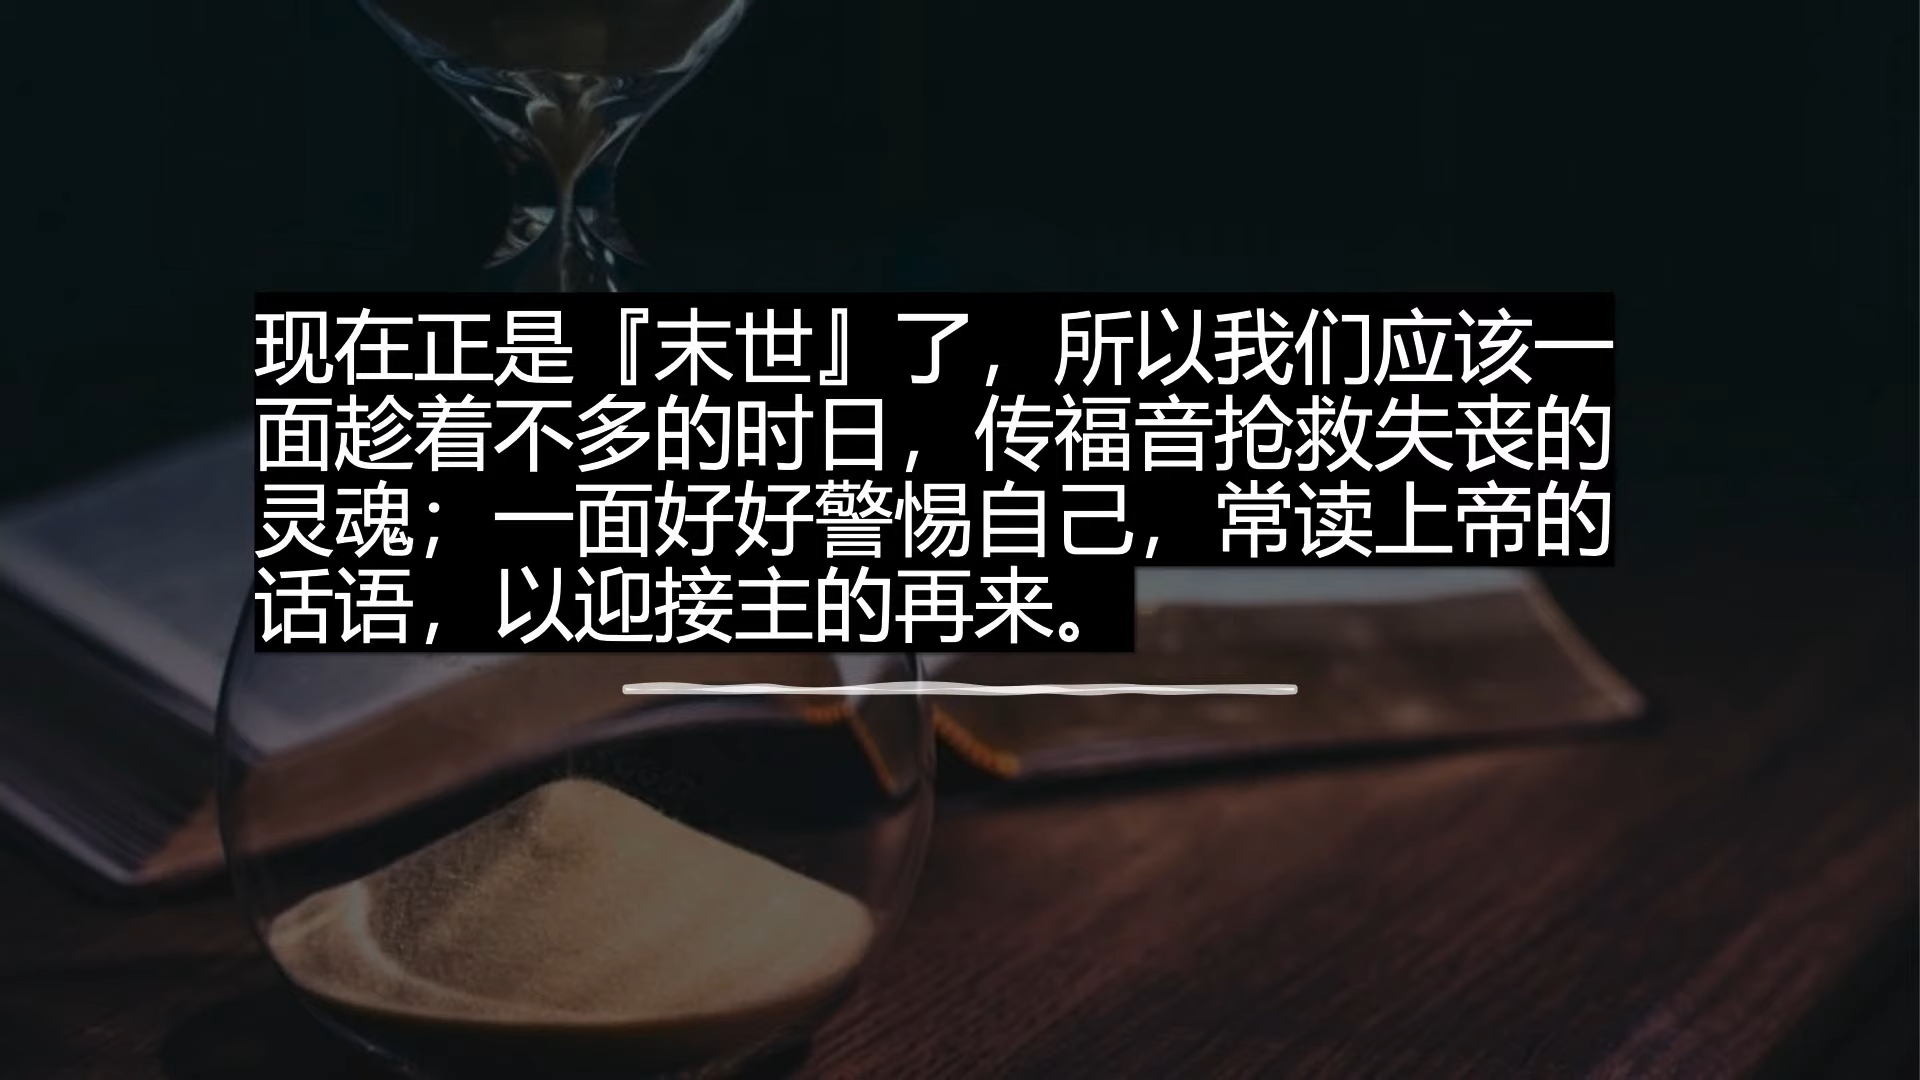 现在正是『末世』了，所以我们应该一
面趁着不多的时日，传福音抢救失丧的
灵魂；一面好好警惕自己，常读上帝的
话语，以迎接主的再来。